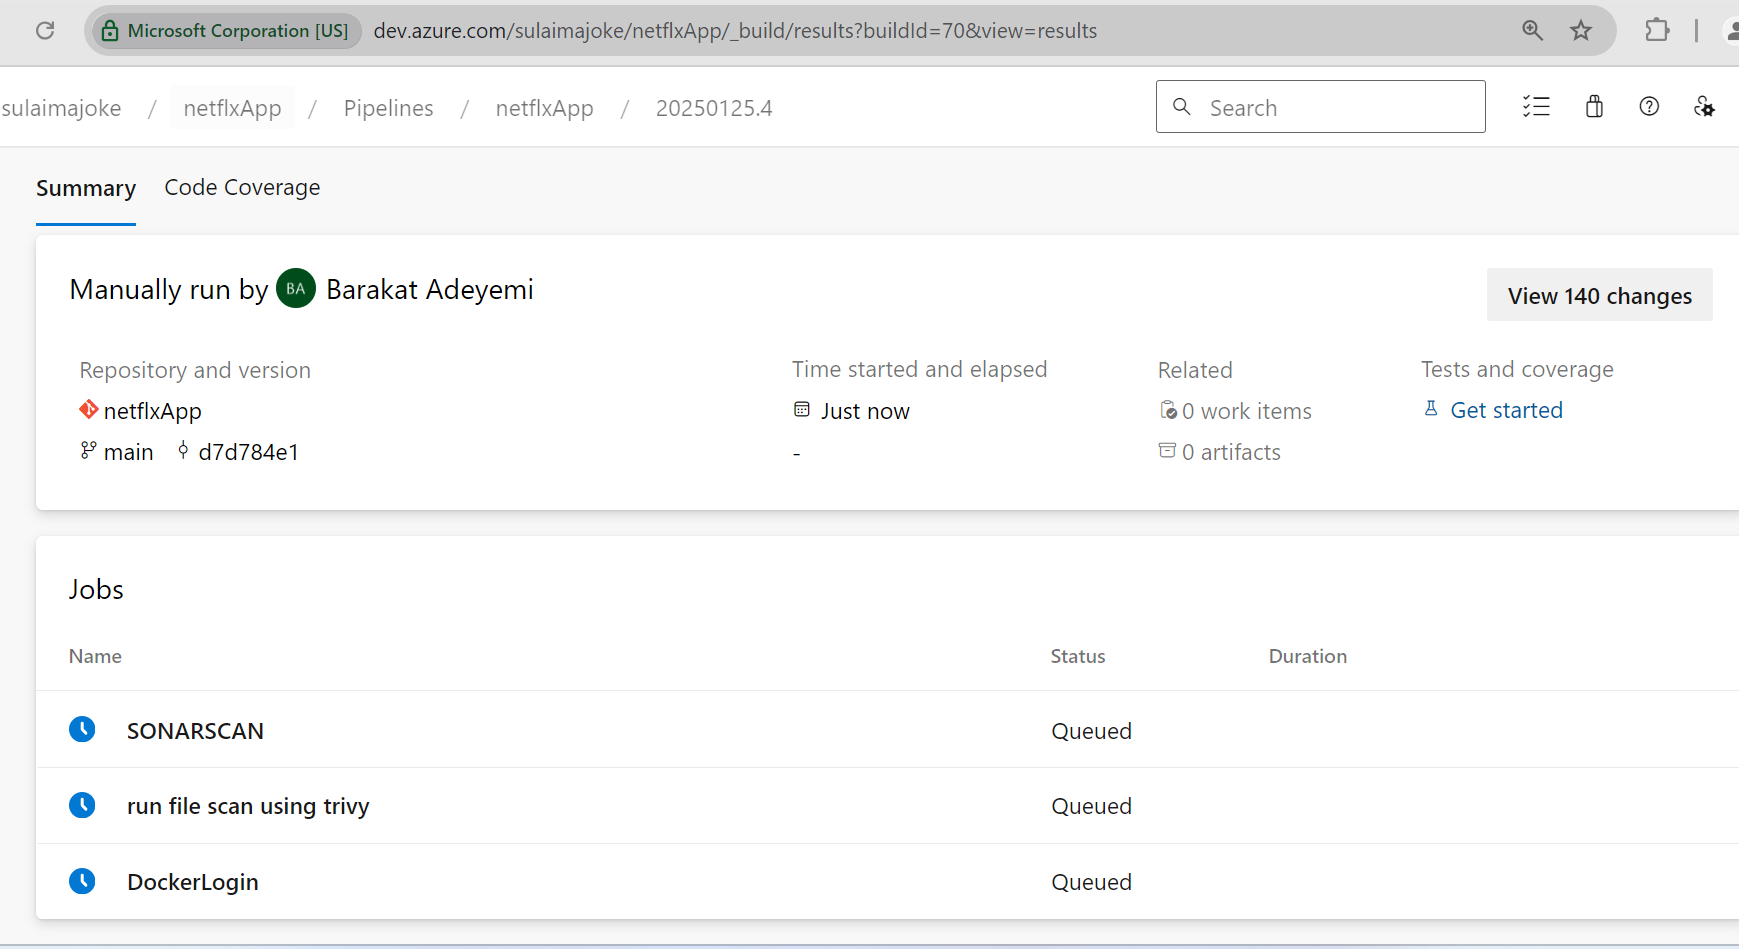 Microsoft Corporation [US] dev.azure.com/sulaimajoke/netflxApp/_build/results?buildId=70&view=results
sulaimajoke / netflxApp / Pipelines / netflxApp / 20250125.4
Search
Summary Code Coverage
Manually run by BA Barakat Adeyemi
View 140 changes
Repository and version Time started and elapsed Related Tests and coverage
netflxApp Just now 0 work items Get started
main d7d784e1 - 0 artifacts
Jobs
Name Status Duration
SONARSCAN Queued
run file scan using trivy Queued
DockerLogin Queued